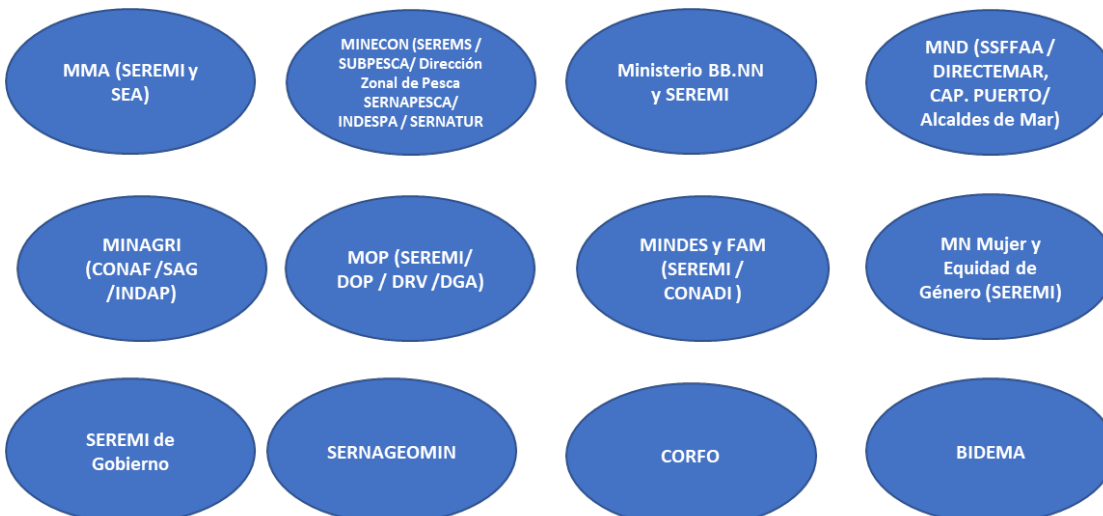 MMA (SEREMI y
SEA)
MINECON (SEREMS /
SUBPESCA/ Dirección
Zonal de Pesca
SERNAPESCA/
INDESPA / SERNATUR
Ministerio BB.NN
y SEREMI
MND (SSFFAA /
DIRECTEMAR,
CAP. PUERTO/
Alcaldes de Mar)
MINAGRI
(CONAF /SAG
/INDAP)
MOP (SEREMI/
DOP / DRV /DGA)
MINDES y FAM
(SEREMI /
CONADI )
MN Mujer y
Equidad de
Género (SEREMI)
SEREMI de
Gobierno
SERNAGEOMIN
CORFO
BIDEMA